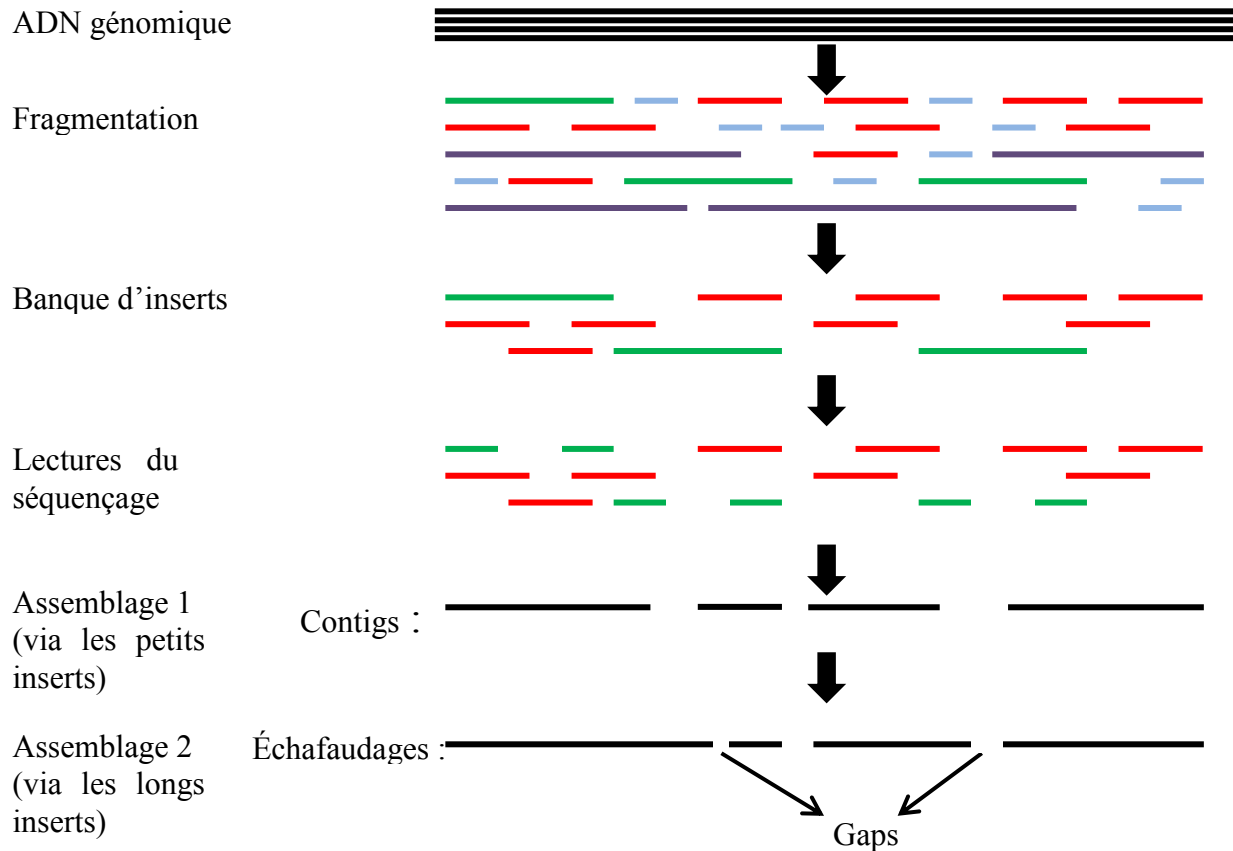 ADN génomique
Fragmentation
Banque d’inserts
Lectures du
séquençage
Assemblage 1
(via les petits
inserts)
Contigs :
Assemblage 2
(via les longs
inserts)
Échafaudages :
Gaps